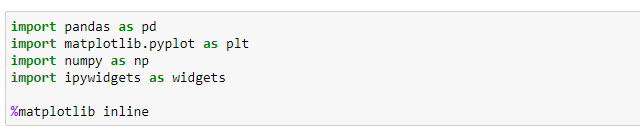 import pandas as pd
import matplotlib.pyplot as plt
import numpy as np
import ipywidgets as widgets
%matplotlib inline